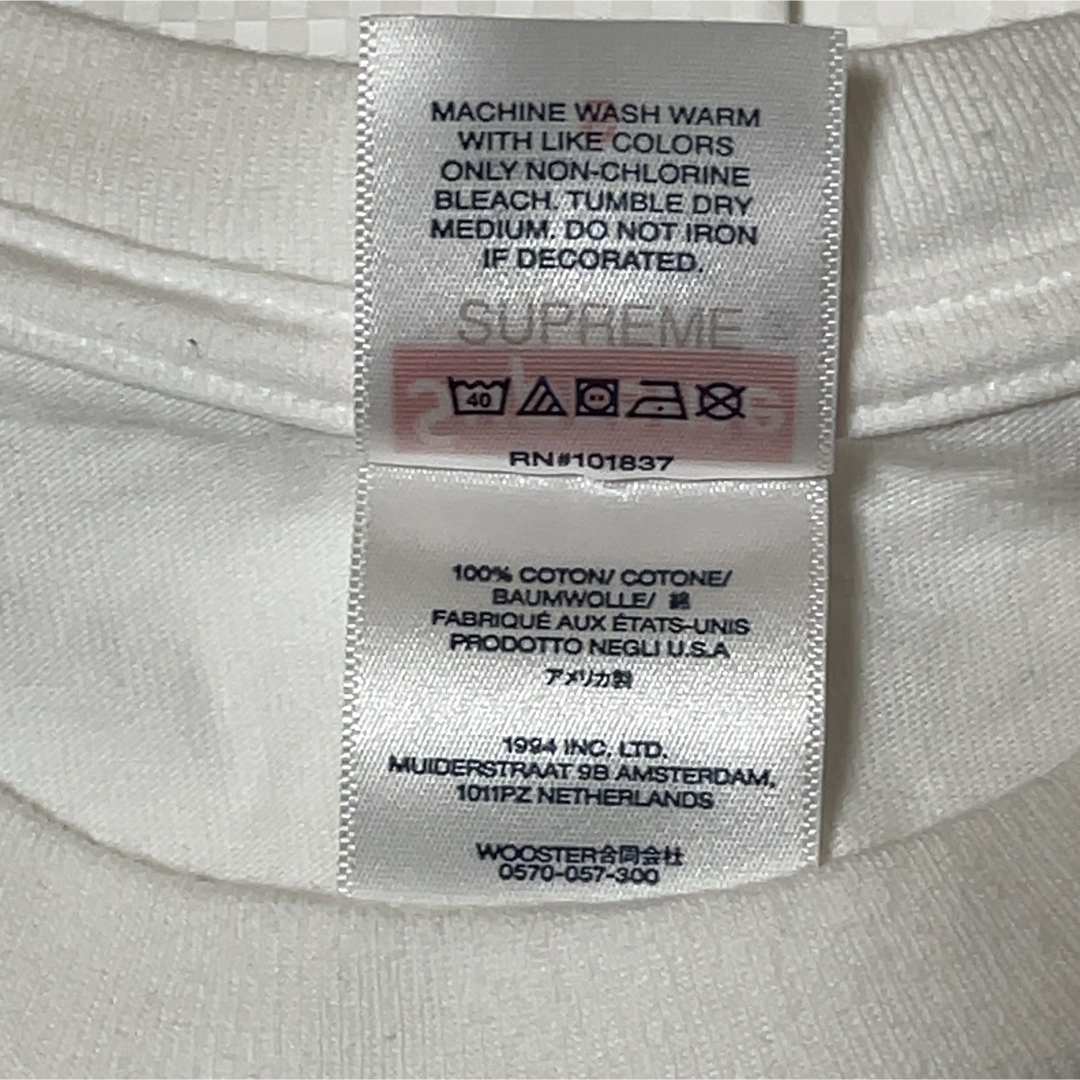 MACHINE WASH WARM
WITH LIKE COLORS
ONLY NON-CHLORINE
BLEACH. TUMBLE DRY
MEDIUM. DO NOT IRON
IF DECORATED.
SUPREME
40
RN#101837
100% COTON/ COTONE/
BAUMWOLLE/ 綿
FABRIQUÉ AUX ÉTATS-UNIS
PRODOTTO NEGLI U.S.A
アメリカ製
1994 INC. LTD.
MUIDERSTRAAT 9B AMSTERDAM,
1011PZ NETHERLANDS
WOOSTER合同会社
0570-057-300